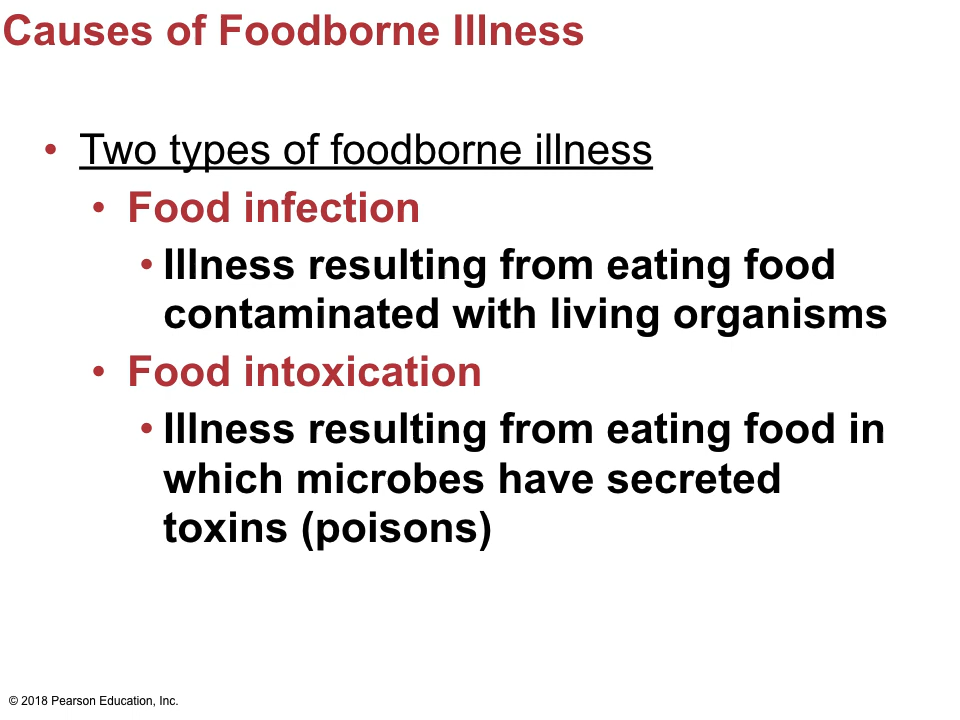 Causes of Foodborne Illness
• Two types of foodborne illness
• Food infection
• Illness resulting from eating food
contaminated with living organisms
• Food intoxication
• Illness resulting from eating food in
which microbes have secreted
toxins (poisons)
© 2018 Pearson Education, Inc.